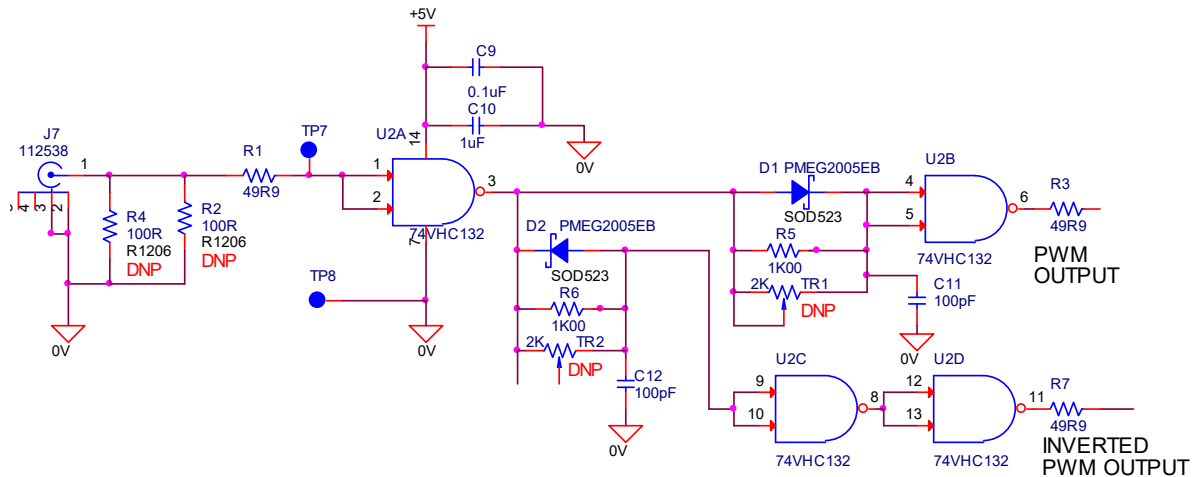 +5V
C9
0.1uF
C10
1uF
0V
J7
112538
1
4
3
2
R4
100R
R1206
DNP
R2
100R
R1206
DNP
0V
R1
49R9
TP7
TP8
U2A
14
1
2
3
7
74VHC132
0V
D2
PMEG2005EB
SOD523
R6
1K00
2K
TR2
DNP
C12
100pF
0V
D1 PMEG2005EB
SOD523
R5
1K00
2K
TR1
DNP
C11
100pF
0V
U2B
4
5
6
74VHC132
R3
49R9
PWM
OUTPUT
U2C
9
10
8
74VHC132
U2D
12
13
11
74VHC132
R7
49R9
INVERTED
PWM OUTPUT